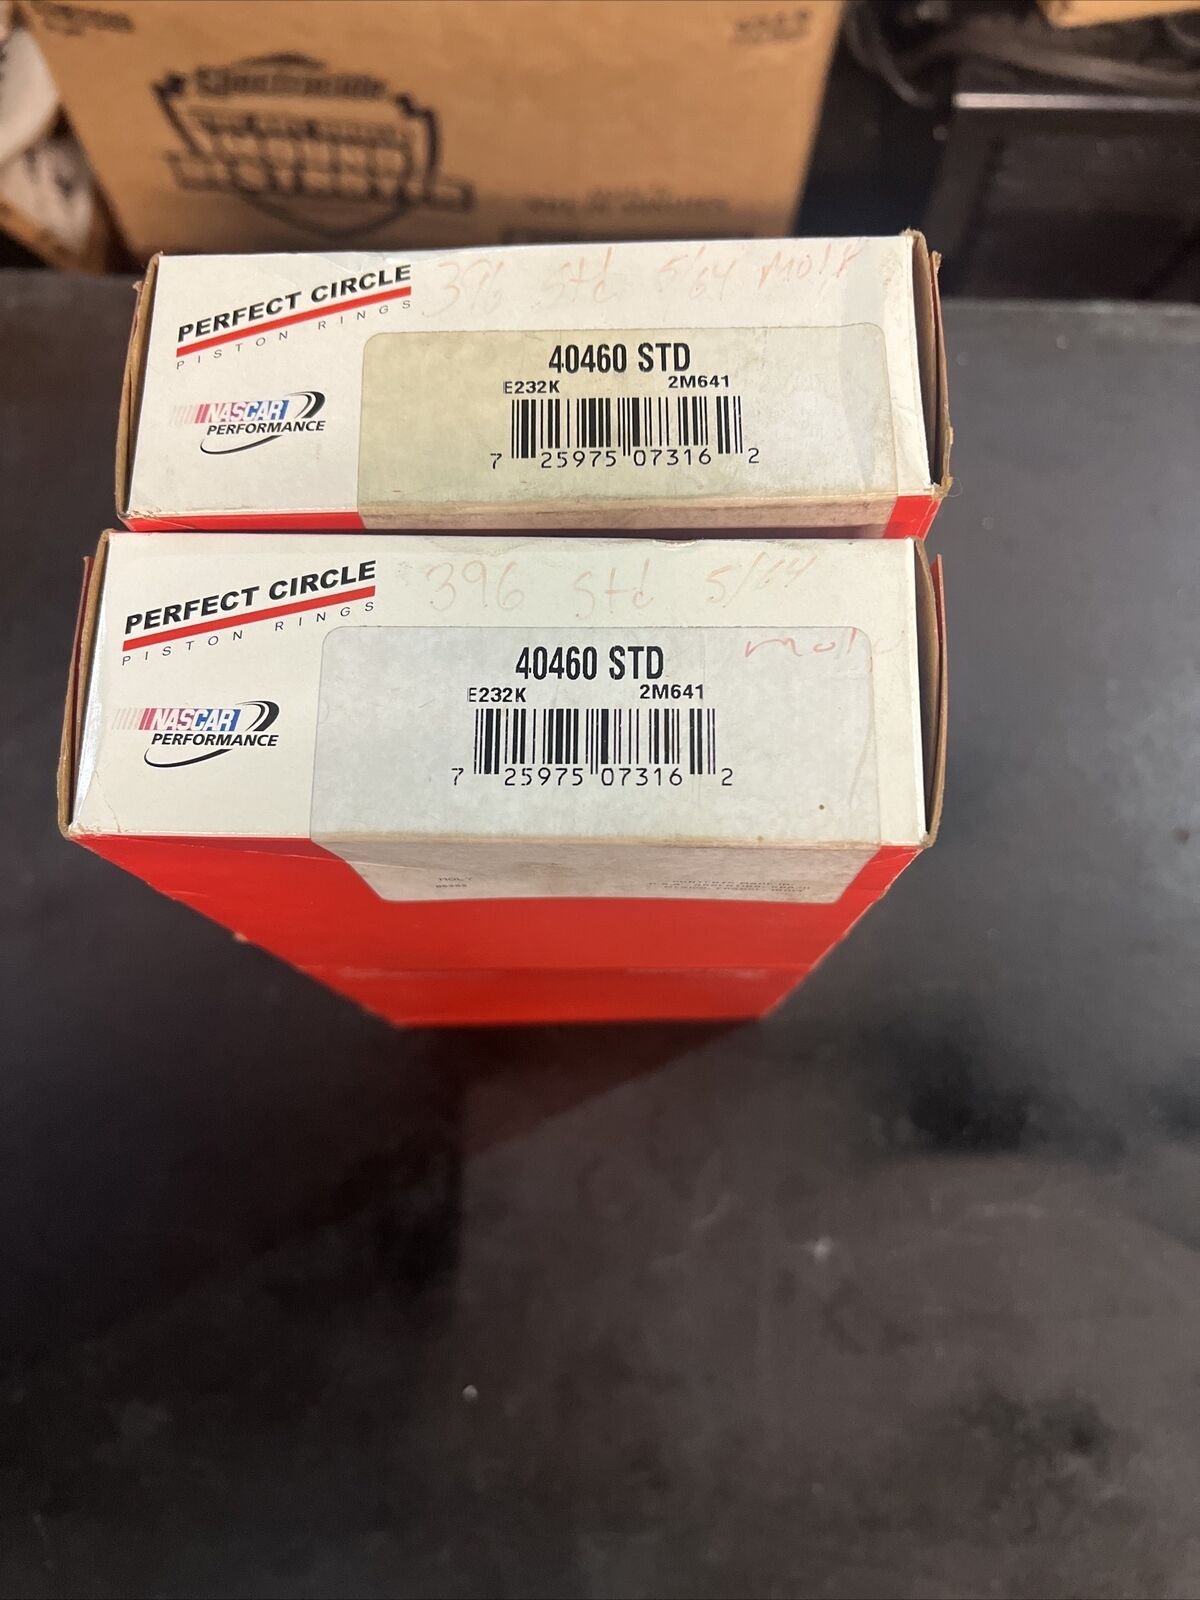 Spectracide
PERFECT CIRCLE
PISTON RINGS
396 Std 5/64 Moly
NASCAR
PERFORMANCE
40460 STD
E232K 2M641
7 25975 07316 2
PERFECT CIRCLE
PISTON RINGS
396 Std 5/64
moly
NASCAR
PERFORMANCE
40460 STD
E232K 2M641
7 25975 07316 2
MOLY